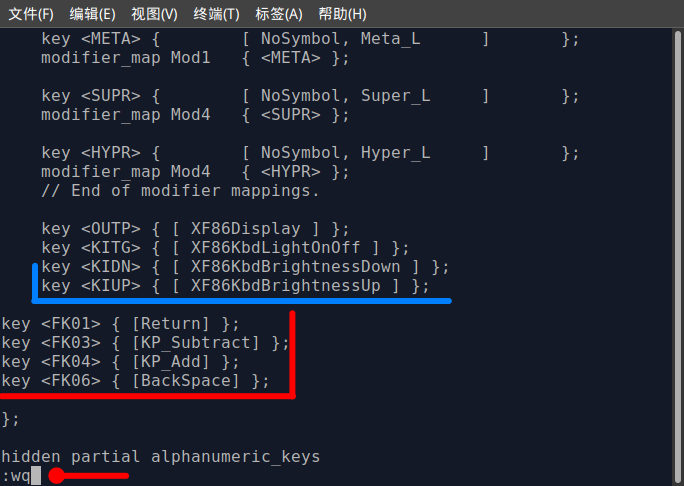 文件(F) 编辑(E) 视图(V) 终端(T) 标签(A) 帮助(H)
key <META> { [ NoSymbol, Meta_L ] };
modifier_map Mod1 { <META> };
key <SUPR> { [ NoSymbol, Super_L ] };
modifier_map Mod4 { <SUPR> };
key <HYPR> { [ NoSymbol, Hyper_L ] };
modifier_map Mod4 { <HYPR> };
// End of modifier mappings.
key <OUTP> { [ XF86Display ] };
key <KITG> { [ XF86KbdLightOnOff ] };
key <KIDN> { [ XF86KbdBrightnessDown ] };
key <KIUP> { [ XF86KbdBrightnessUp ] };
key <FK01> { [Return] };
key <FK03> { [KP_Subtract] };
key <FK04> { [KP_Add] };
key <FK06> { [BackSpace] };
};
hidden partial alphanumeric_keys
:wq